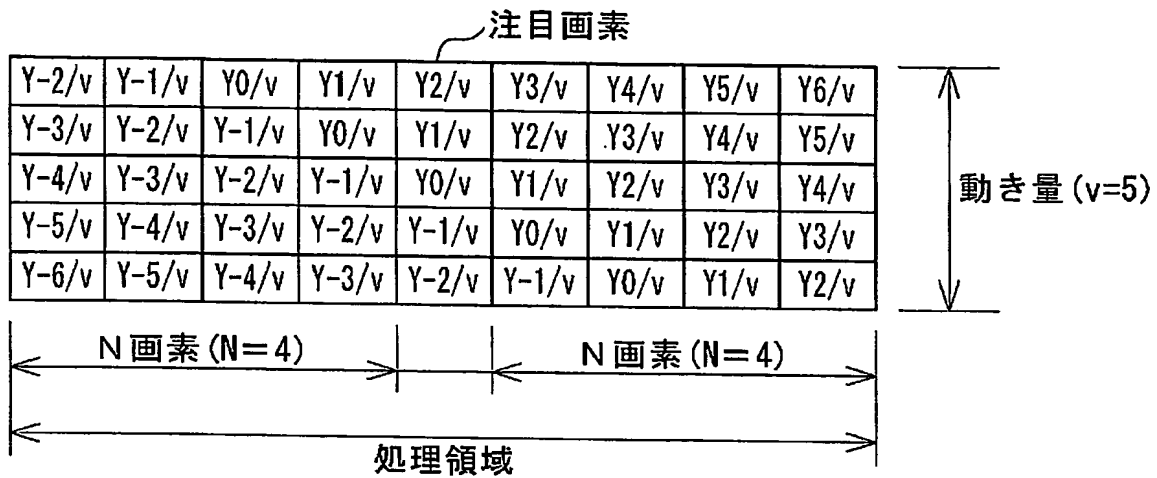 注目画素
Y-2/v Y-1/v Y0/v Y1/v Y2/v Y3/v Y4/v Y5/v Y6/v
Y-3/v Y-2/v Y-1/v Y0/v Y1/v Y2/v .Y3/v Y4/v Y5/v
Y-4/v Y-3/v Y-2/v Y-1/v Y0/v Y1/v Y2/v Y3/v Y4/v
動き量(v=5)
Y-5/v Y-4/v Y-3/v Y-2/v Y-1/v Y0/v Y1/v Y2/v Y3/v
Y-6/v Y-5/v Y-4/v Y-3/v Y-2/v Y-1/v Y0/v Y1/v Y2/v
N画素(N=4) N画素(N=4)
処理領域